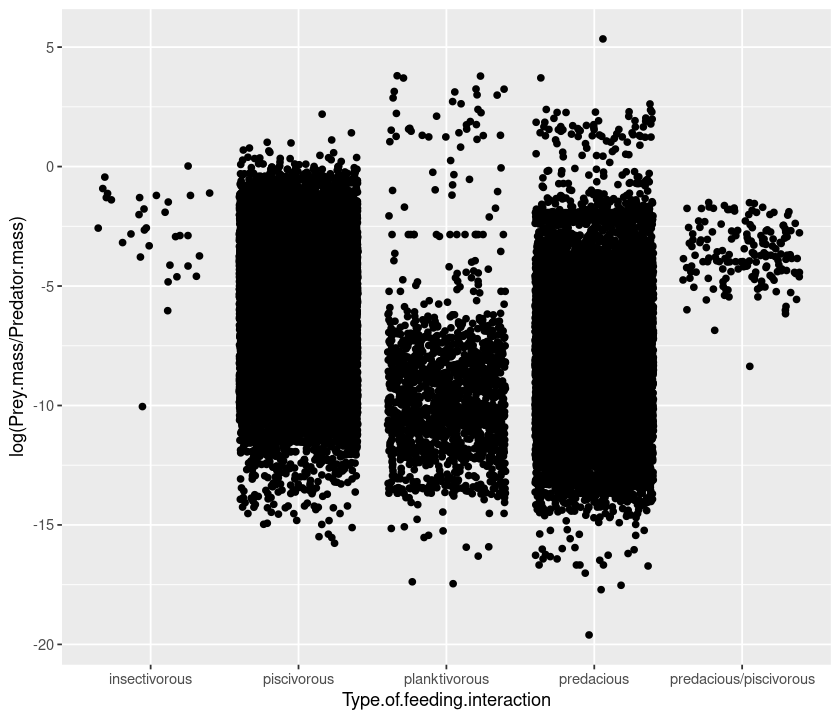 log(Prey.mass/Predator.mass)
5
0
-5
-10
-15
-20
insectivorous piscivorous planktivorous predacious predacious/piscivorous
Type.of.feeding.interaction